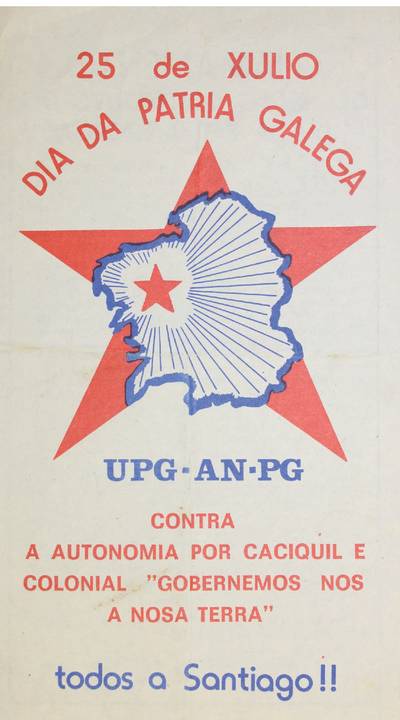 25 de XULIO
DIA DA PATRIA GALEGA
UPG-AN-PG
CONTRA
A AUTONOMIA POR CACIQUIL E
COLONIAL "GOBERNEMOS NOS
A NOSA TERRA"
todos a Santiago!!